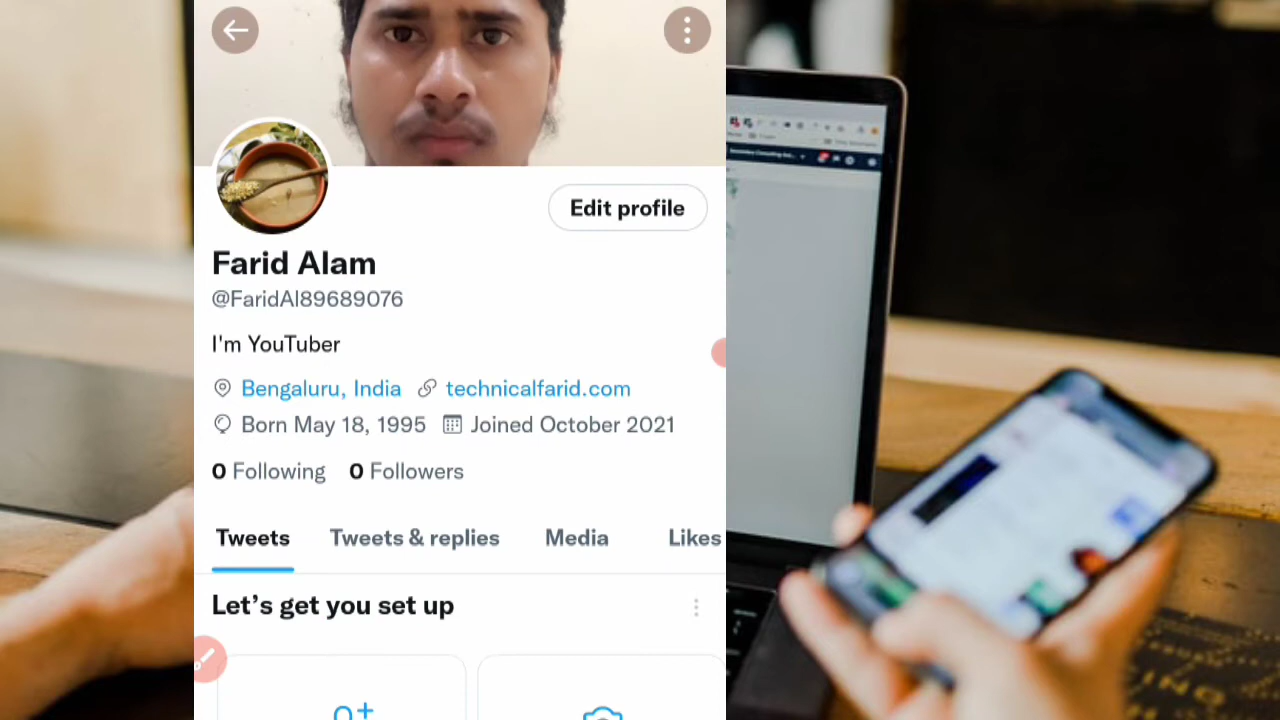 Edit profile
Farid Alam
@FaridAl89689076
I'm YouTuber
Bengaluru, India technicalfarid.com
Born May 18, 1995 Joined October 2021
0 Following 0 Followers
Tweets Tweets & replies Media Likes
Let's get you set up